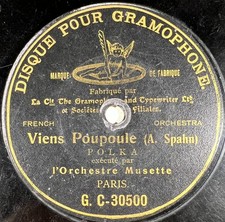 DISQUE POUR GRAMOPHONE.
MARQUE DE FABRIQUE
Fabriqué par
La Cie The Gramophone and Typewriter Ltd
et Sociétés Filiales.
FRENCH ORCHESTRA
Viens Poupoule (A. Spahn)
POLKA
exécuté par
l'Orchestre Musette
PARIS.
G. C-30500